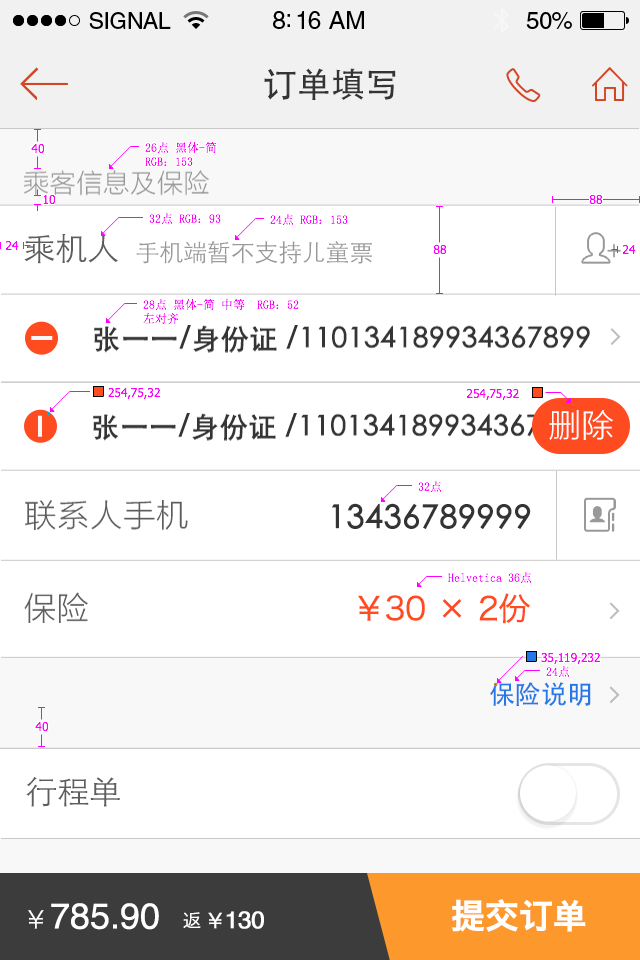 SIGNAL 8:16 AM 50%
订单填写
40
26点 黑体-简
RGB: 153
乘客信息及保险
10
88
32点 RGB: 93
24点 RGB: 153
24
乘机人 手机端暂不支持儿童票
88
24
28点 黑体-简 中等 RGB: 52
左对齐
张一一/身份证 /110134189934367899
254,75,32
254,75,32
张一一/身份证 /110134189934367
删除
32点
联系人手机 13436789999
Helvetica 36点
保险 ¥30 × 2份
35,119,232
24点
保险说明
40
行程单
¥785.90 返 ¥130 提交订单